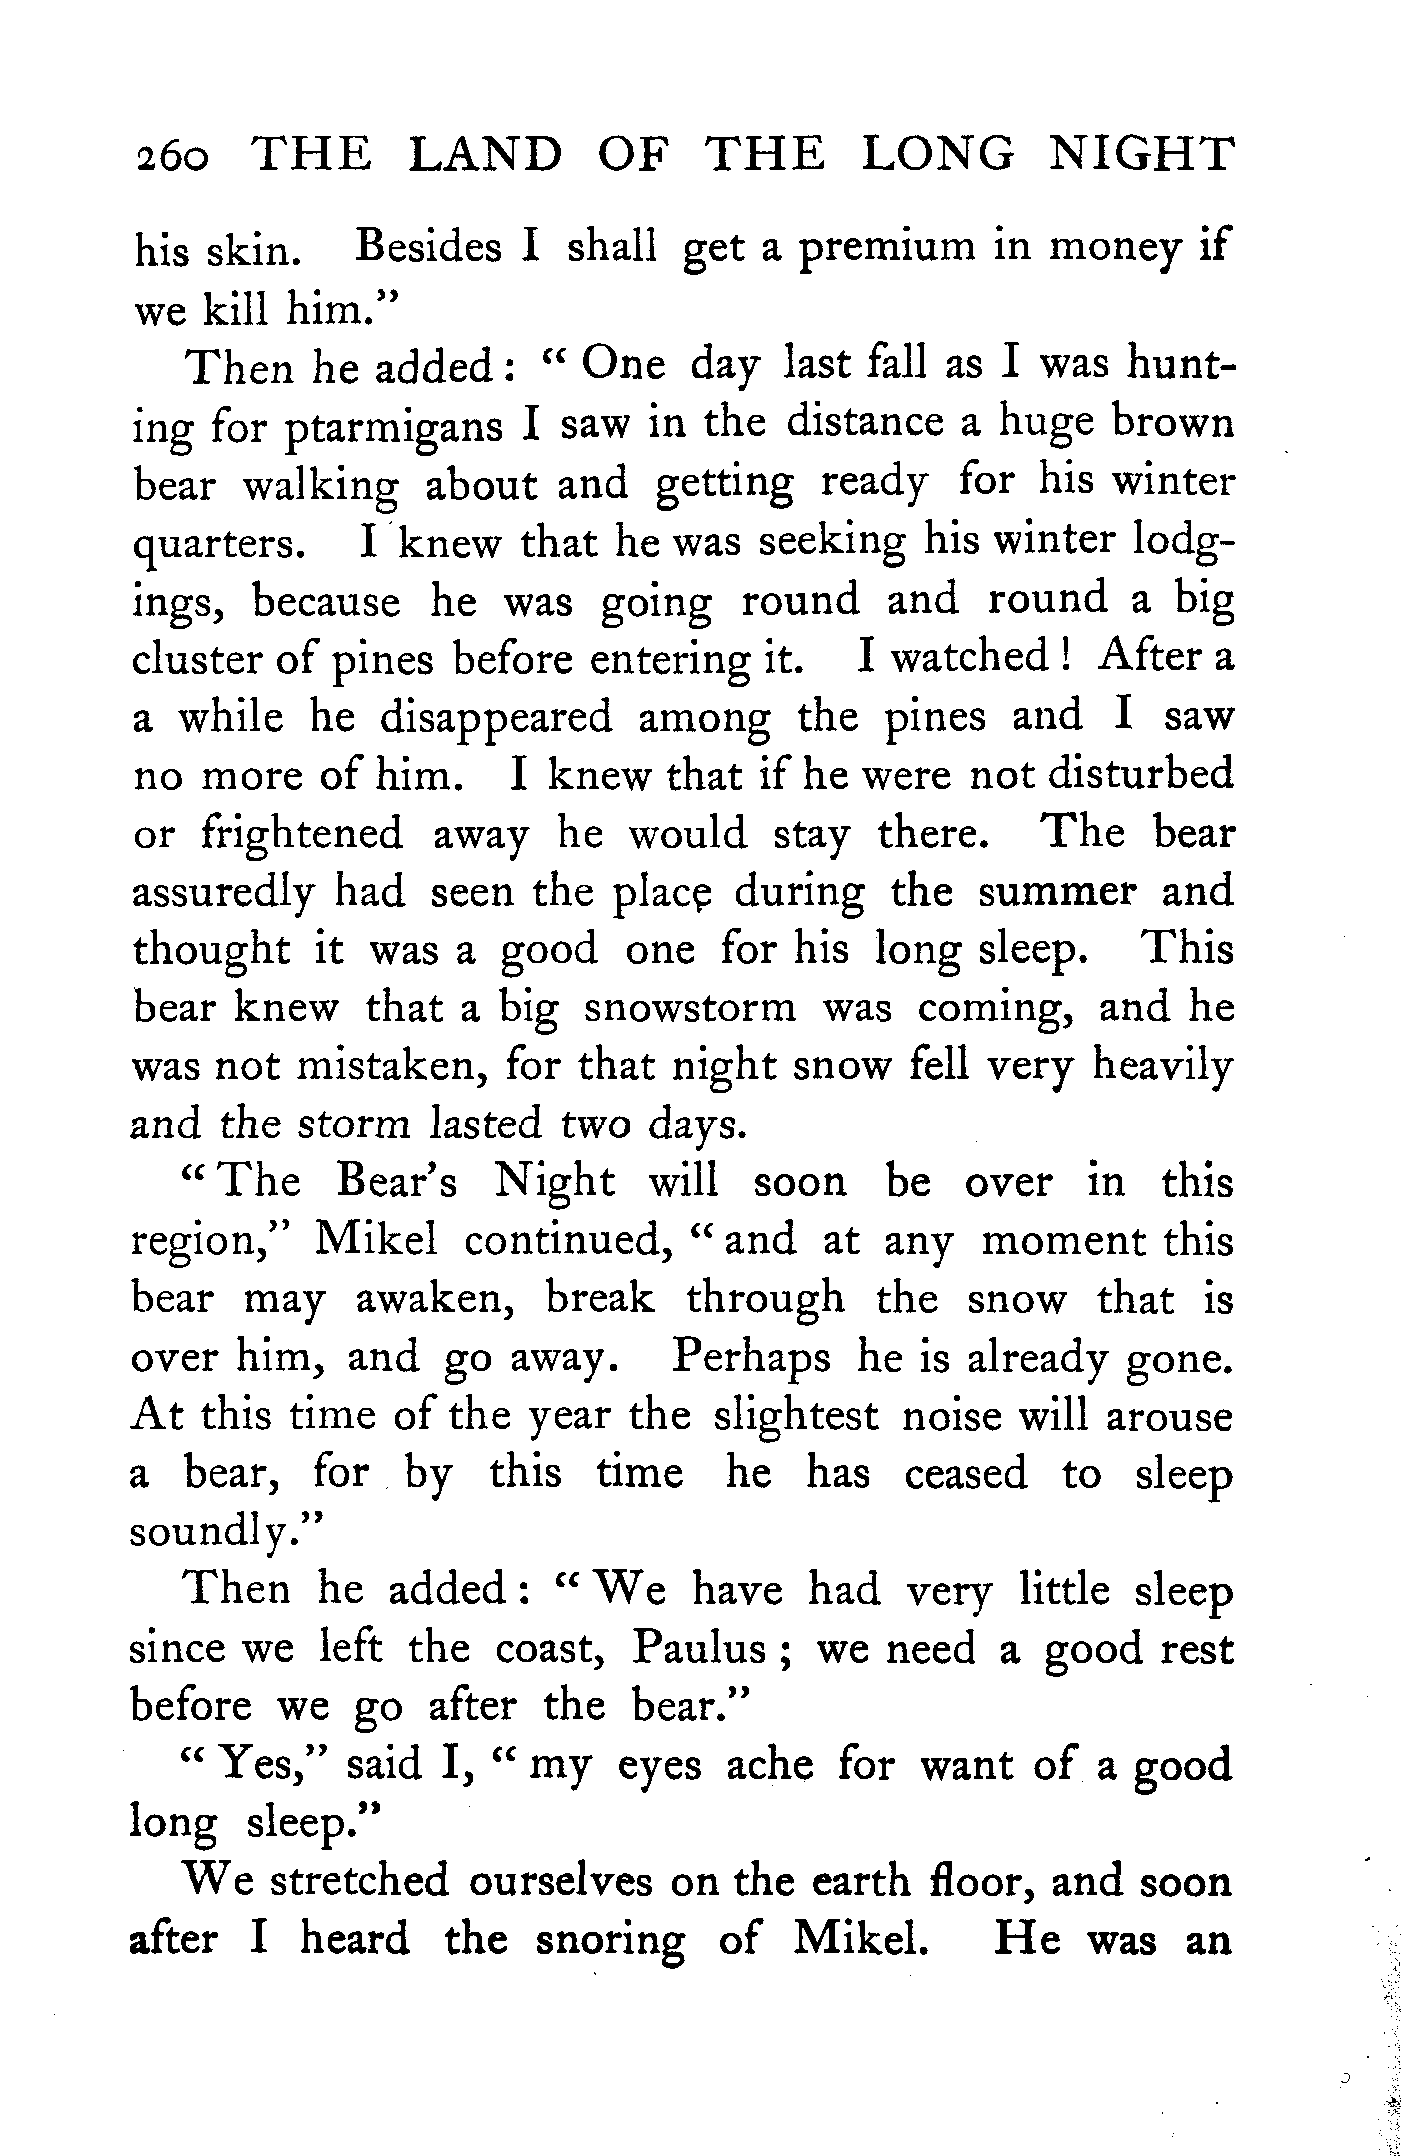 260 THE LAND OF THE LONG NIGHT
his skin. Besides I shall get a premium in money if
we kill him."
Then he added: "One day last fall as I was hunt-
ing for ptarmigans I saw in the distance a huge brown
bear walking about and getting ready for his winter
quarters. I knew that he was seeking his winter lodg-
ings, because he was going round and round a big
cluster of pines before entering it. I watched! After a
a while he disappeared among the pines and I saw
no more of him. I knew that if he were not disturbed
or frightened away he would stay there. The bear
assuredly had seen the place during the summer and
thought it was a good one for his long sleep. This
bear knew that a big snowstorm was coming, and he
was not mistaken, for that night snow fell very heavily
and the storm lasted two days.
"The Bear's Night will soon be over in this
region," Mikel continued, "and at any moment this
bear may awaken, break through the snow that is
over him, and go away. Perhaps he is already gone.
At this time of the year the slightest noise will arouse
a bear, for by this time he has ceased to sleep
soundly."
Then he added: "We have had very little sleep
since we left the coast, Paulus; we need a good rest
before we go after the bear."
"Yes," said I, "my eyes ache for want of a good
long sleep."
We stretched ourselves on the earth floor, and soon
after I heard the snoring of Mikel. He was an